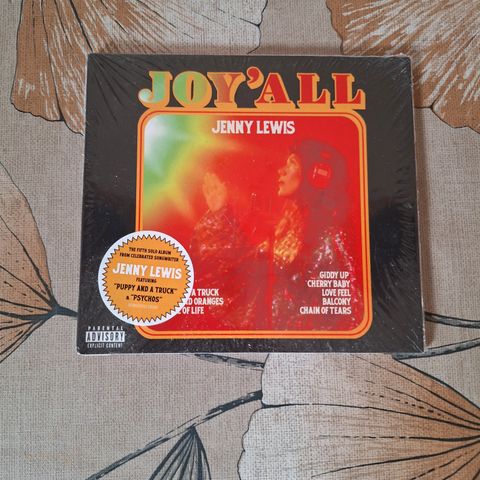 JOY'ALL
JENNY LEWIS
THE FIFTH SOLO ALBUM
FROM CELEBRATED SONGWRITER
JENNY LEWIS
FEATURING
"PUPPY AND A TRUCK"
& "PSYCHOS"
A TRUCK
ORANGES
OF LIFE
GIDDY UP
CHERRY BABY
LOVE FEEL
BALCONY
CHAIN OF TEARS
PARENTAL
ADVISORY
EXPLICIT CONTENT